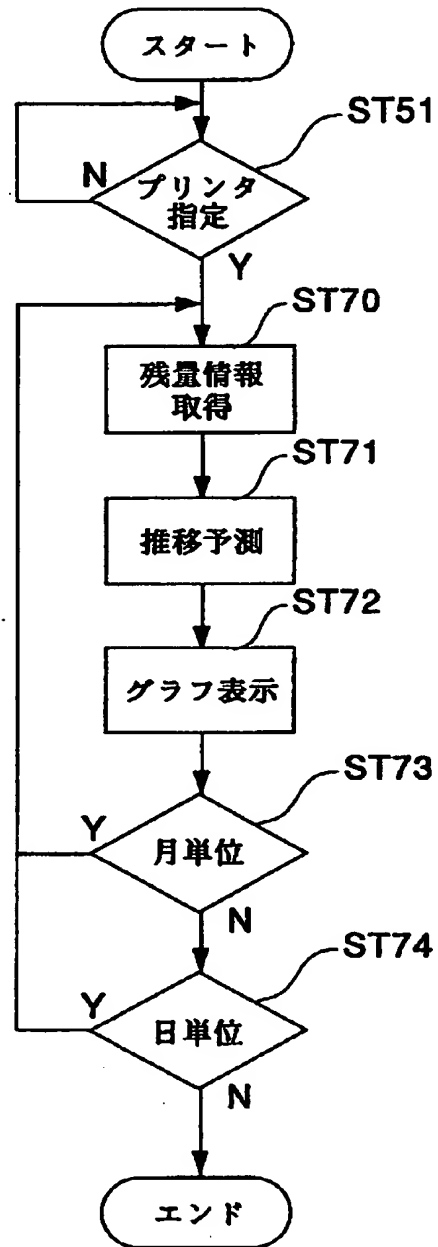 スタート
ST51
N
プリンタ
指定
Y
ST70
残量情報
取得
ST71
推移予測
ST72
グラフ表示
ST73
Y
月単位
N
ST74
Y
日単位
N
エンド